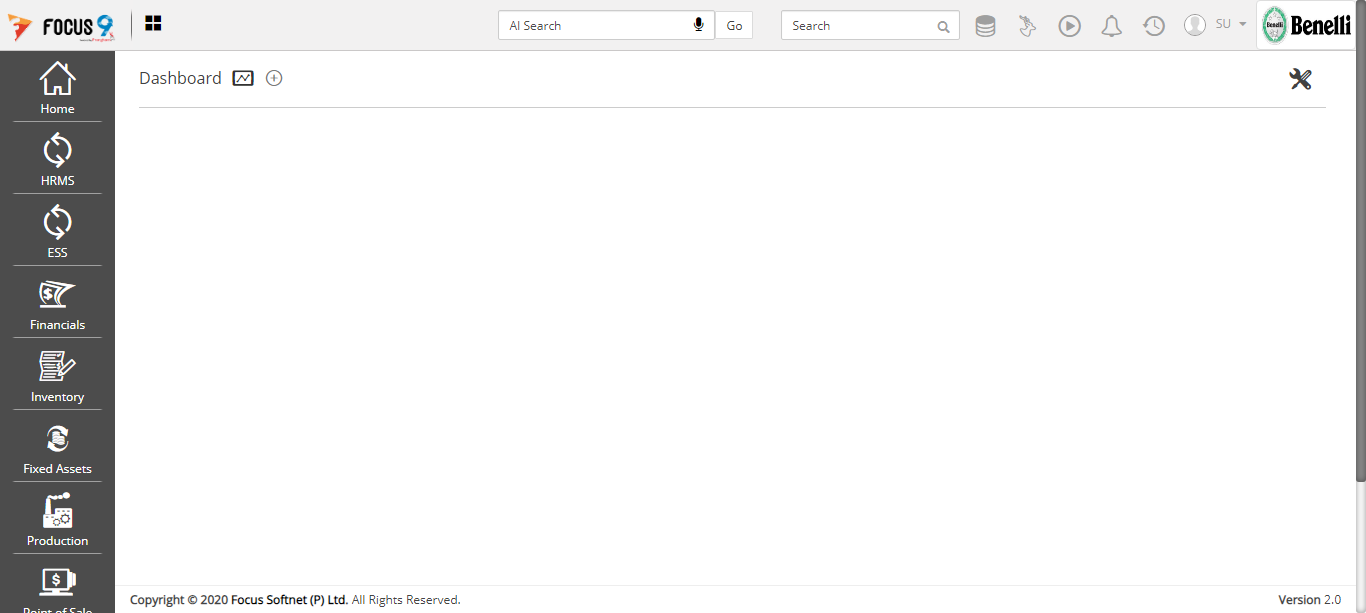 FOCUS 9
AI Search
Go
Search
SU
Benelli
Benelli
Dashboard
Home
HRMS
ESS
Financials
Inventory
Fixed Assets
Production
Point of Sale
Copyright © 2020 Focus Softnet (P) Ltd. All Rights Reserved.
Version 2.0